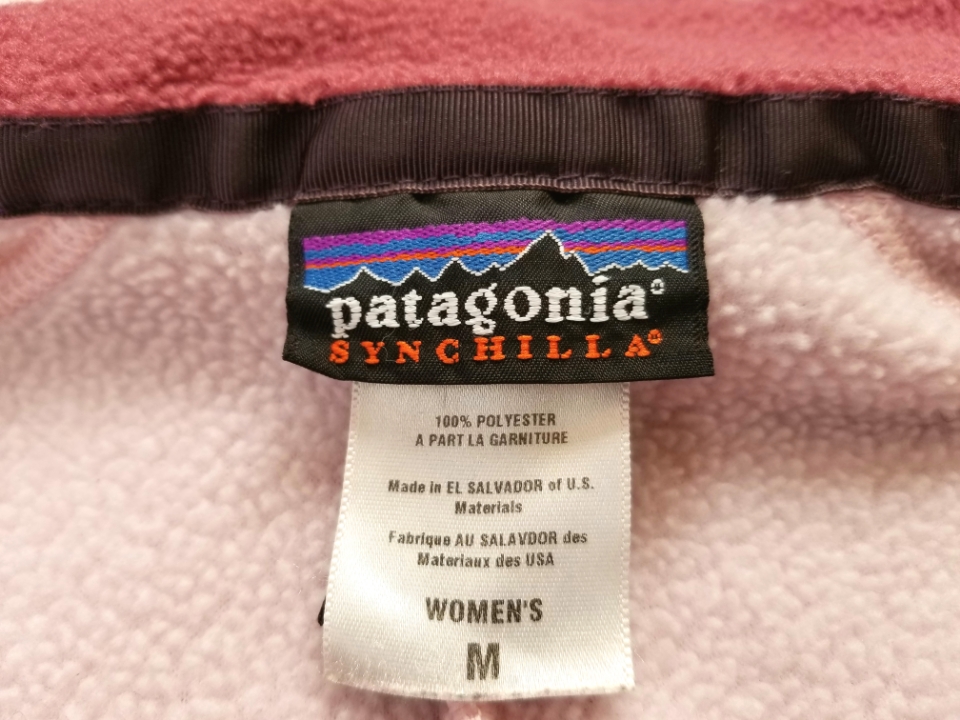 patagonia®
SYNCHILLA®
100% POLYESTER
A PART LA GARNITURE
Made in EL SALVADOR of U.S.
Materials
Fabrique AU SALAVDOR des
Materiaux des USA
WOMEN'S
M